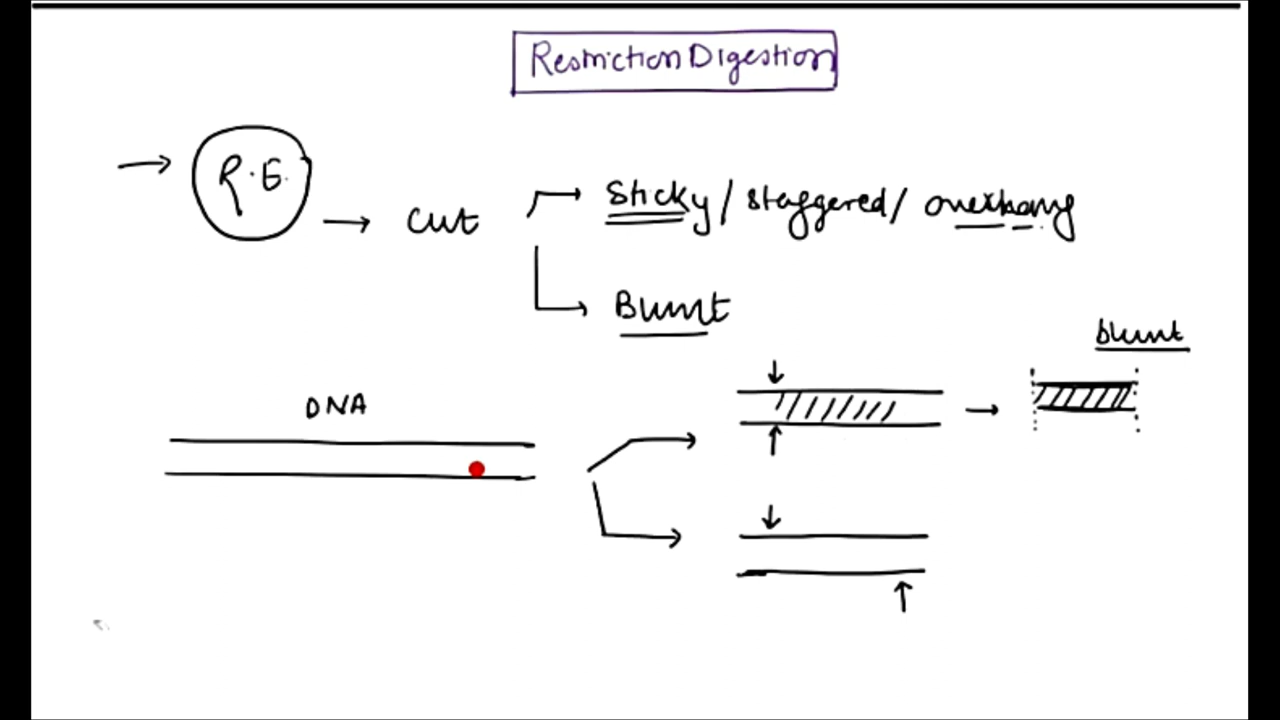 Restriction Digestion
R.E.
cut
Sticky / staggered / overhang
Blunt
blunt
DNA